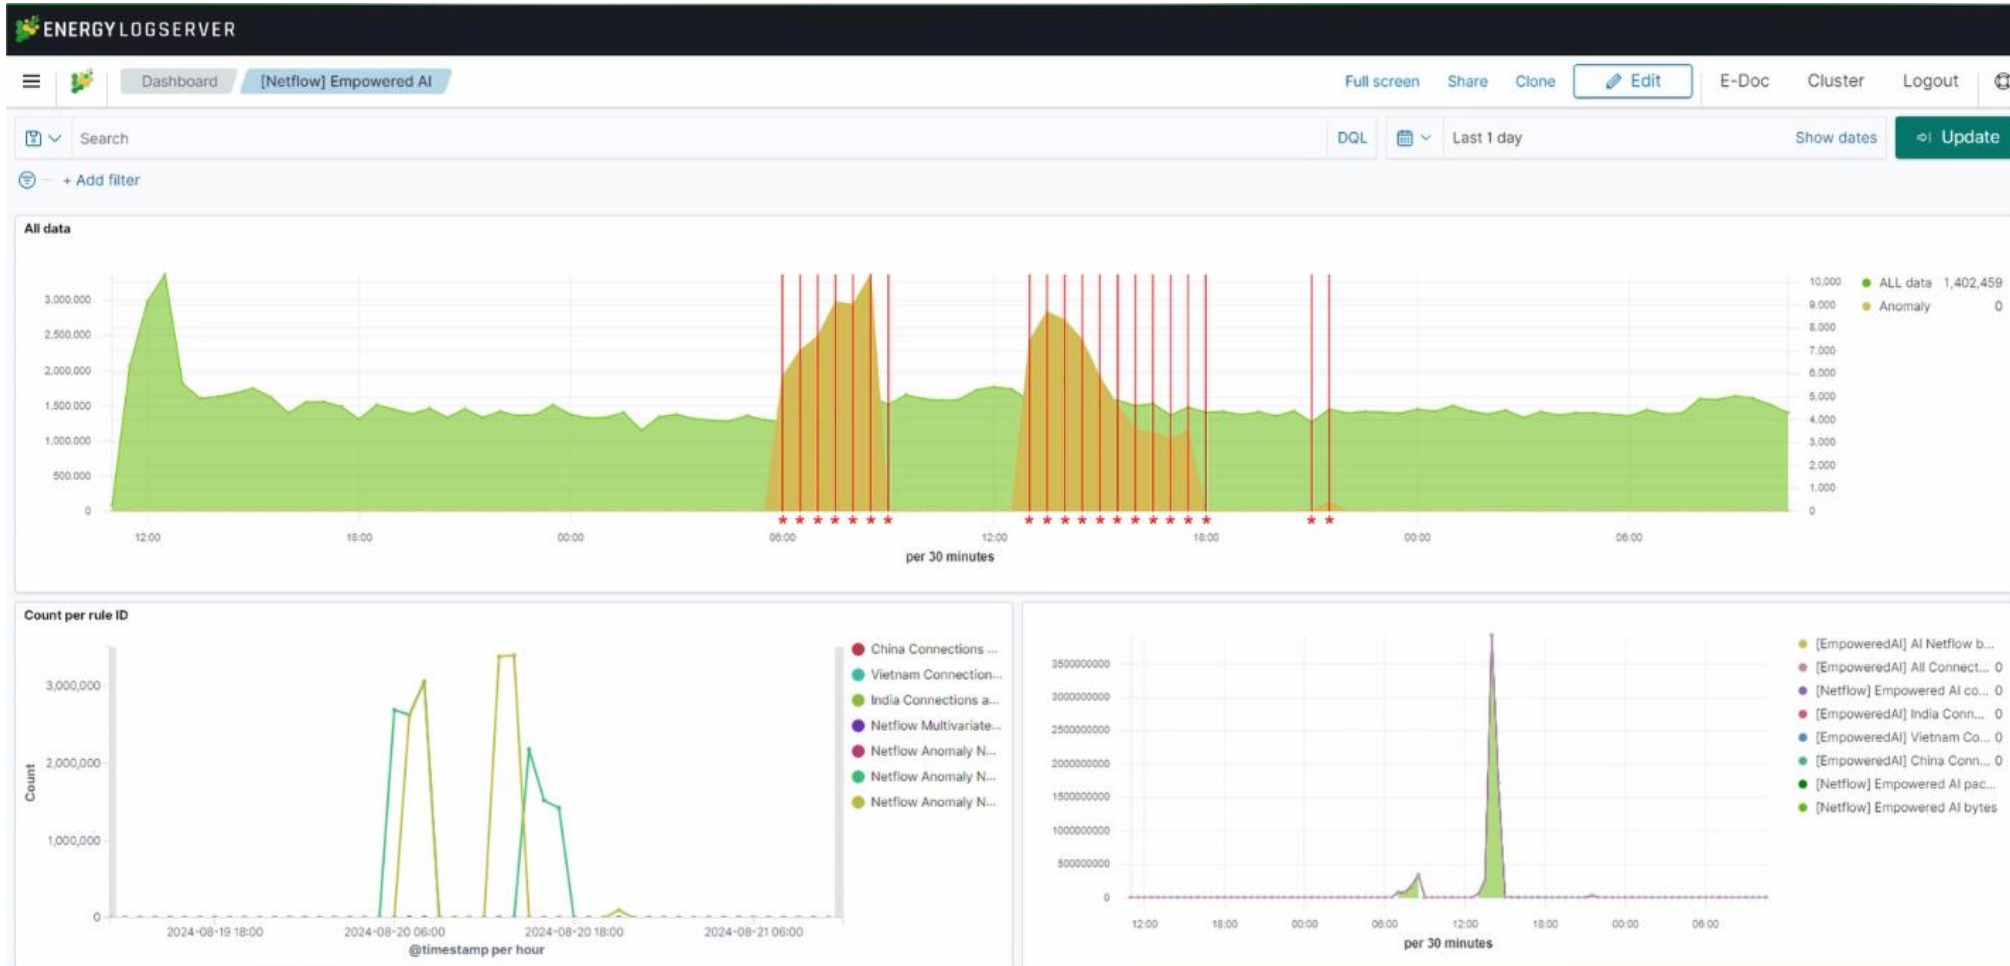 ENERGYLOGSERVER
Dashboard [Netflow] Empowered AI Full screen Share Clone Edit E-Doc Cluster Logout
Search DQL Last 1 day Show dates Update
+ Add filter
All data
3,000,000
2,500,000
2,000,000
1,500,000
1,000,000
500,000
0
10,000
9,000
8,000
7,000
6,000
5,000
4,000
3,000
2,000
1,000
0
ALL data 1,402,459
Anomaly 0
12:00 18:00 00:00 06:00 12:00 18:00 00:00 06:00
per 30 minutes
Count per rule ID
Count
3,000,000
2,000,000
1,000,000
0
2024-08-19 18:00 2024-08-20 06:00 2024-08-20 18:00 2024-08-21 06:00
@timestamp per hour
China Connections ...
Vietnam Connection...
India Connections a...
Netflow Multivariate...
Netflow Anomaly N...
Netflow Anomaly N...
Netflow Anomaly N...
3500000000
3000000000
2500000000
2000000000
1500000000
1000000000
500000000
0
12:00 18:00 00:00 06:00 12:00 18:00 00:00 06:00
per 30 minutes
[EmpoweredAI] AI Netflow b...
[EmpoweredAI] All Connect... 0
[Netflow] Empowered AI co... 0
[EmpoweredAI] India Conn... 0
[EmpoweredAI] Vietnam Co... 0
[EmpoweredAI] China Conn... 0
[Netflow] Empowered AI pac...
[Netflow] Empowered AI bytes